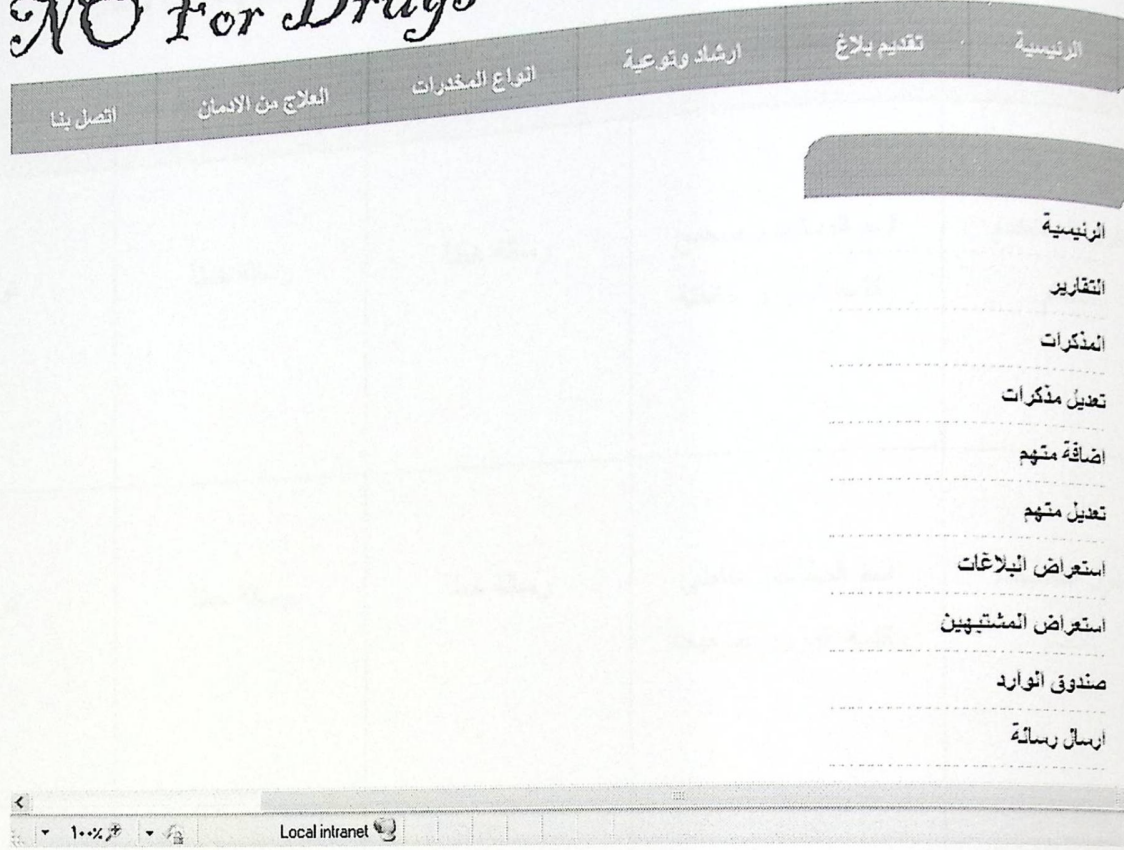 NO For Drugs
الرئيسية تقديم بلاغ ارشاد وتوعية انواع المخدرات العلاج من الادمان اتصل بنا
الرئيسية
التقارير
المذكرات
تعديل مذكرات
اضافة متهم
تعديل متهم
استعراض البلاغات
استعراض المشتبهين
صندوق الوارد
ارسال رسالة
Local intranet
١٠٠%